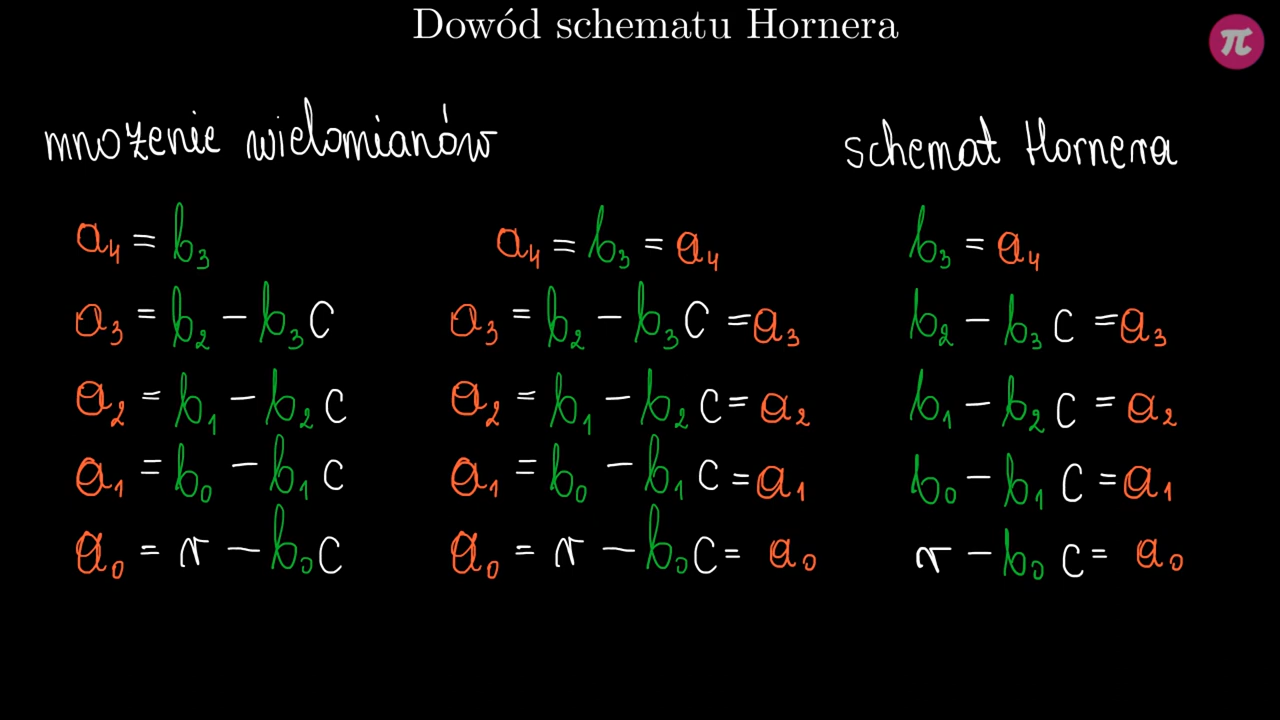 Dowód schematu Hornera
π
mnożenie wielomianów
schemat Hornera
a₄ = b₃
a₄ = b₃ = a₄
b₃ = a₄
a₃ = b₂ − b₃c
a₃ = b₂ − b₃c = a₃
b₂ − b₃c = a₃
a₂ = b₁ − b₂c
a₂ = b₁ − b₂c = a₂
b₁ − b₂c = a₂
a₁ = b₀ − b₁c
a₁ = b₀ − b₁c = a₁
b₀ − b₁c = a₁
a₀ = r − b₀c
a₀ = r − b₀c = a₀
r − b₀c = a₀